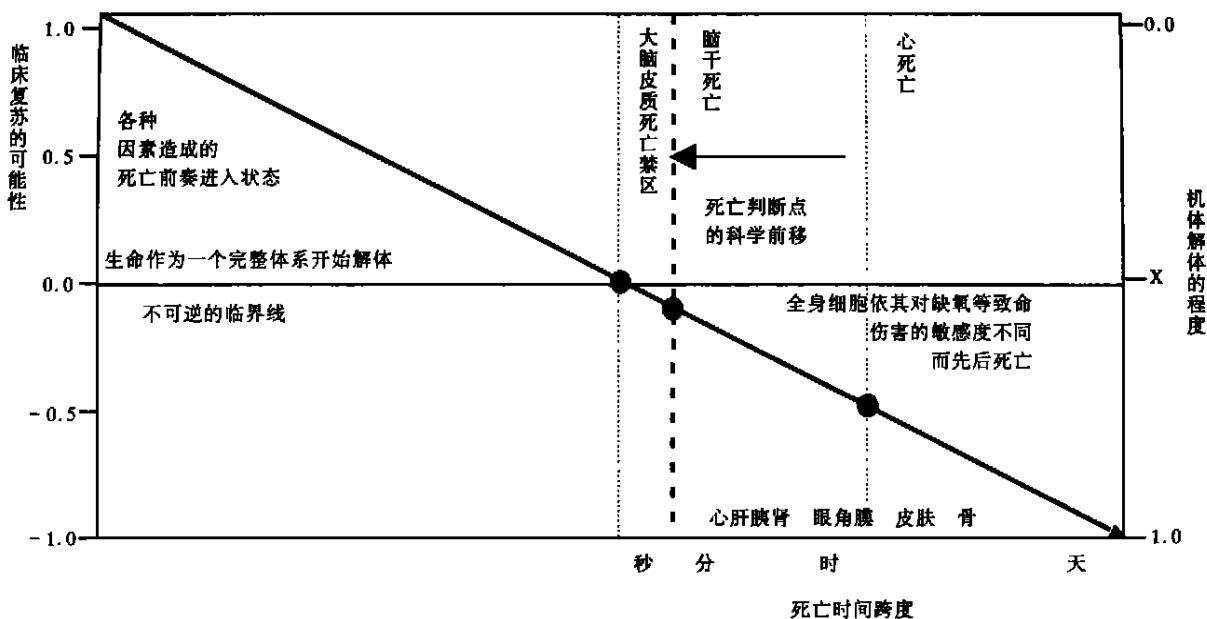 临床复苏的可能性
1.0
0.5
0.0
-0.5
-1.0
各种
因素造成的
死亡前奏进入状态
生命作为一个完整体系开始解体
不可逆的临界线
大脑皮质死亡禁区
脑干死亡
心死亡
死亡判断点
的科学前移
全身细胞依其对缺氧等致命
伤害的敏感度不同
而先后死亡
心肝胰肾 眼角膜 皮肤 骨
0.0
X
1.0
机体解体的程度
秒 分 时 天
死亡时间跨度